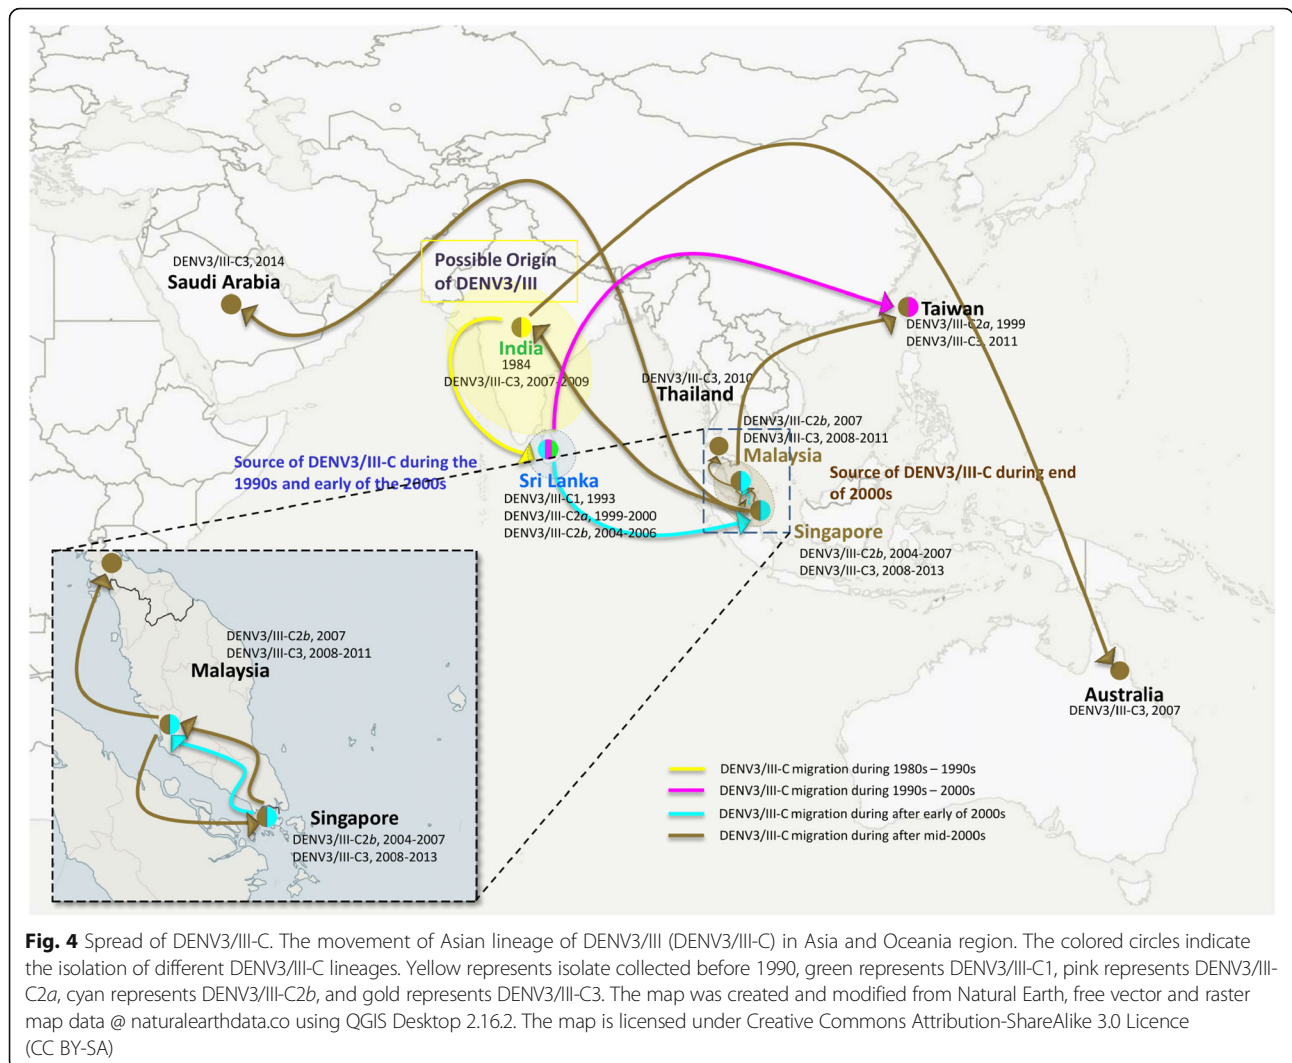 DENV3/III-C3, 2014
Saudi Arabia
Possible Origin
of DENV3/III
India
1984
DENV3/III-C3, 2007-2009
Taiwan
DENV3/III-C2a, 1999
DENV3/III-C3, 2011
DENV3/III-C3, 2010
Thailand
DENV3/III-C2b, 2007
DENV3/III-C3, 2008-2011
Malaysia
Source of DENV3/III-C during the
1990s and early of the 2000s
Sri Lanka
DENV3/III-C1, 1993
DENV3/III-C2a, 1999-2000
DENV3/III-C2b, 2004-2006
Source of DENV3/III-C during end
of 2000s
Singapore
DENV3/III-C2b, 2004-2007
DENV3/III-C3, 2008-2013
DENV3/III-C2b, 2007
DENV3/III-C3, 2008-2011
Malaysia
Singapore
DENV3/III-C2b, 2004-2007
DENV3/III-C3, 2008-2013
Australia
DENV3/III-C3, 2007
DENV3/III-C migration during 1980s – 1990s
DENV3/III-C migration during 1990s – 2000s
DENV3/III-C migration during after early of 2000s
DENV3/III-C migration during after mid-2000s
Fig. 4 Spread of DENV3/III-C. The movement of Asian lineage of DENV3/III (DENV3/III-C) in Asia and Oceania region. The colored circles indicate
the isolation of different DENV3/III-C lineages. Yellow represents isolate collected before 1990, green represents DENV3/III-C1, pink represents DENV3/III-
C2a, cyan represents DENV3/III-C2b, and gold represents DENV3/III-C3. The map was created and modified from Natural Earth, free vector and raster
map data @ naturalearthdata.co using QGIS Desktop 2.16.2. The map is licensed under Creative Commons Attribution-ShareAlike 3.0 Licence
(CC BY-SA)